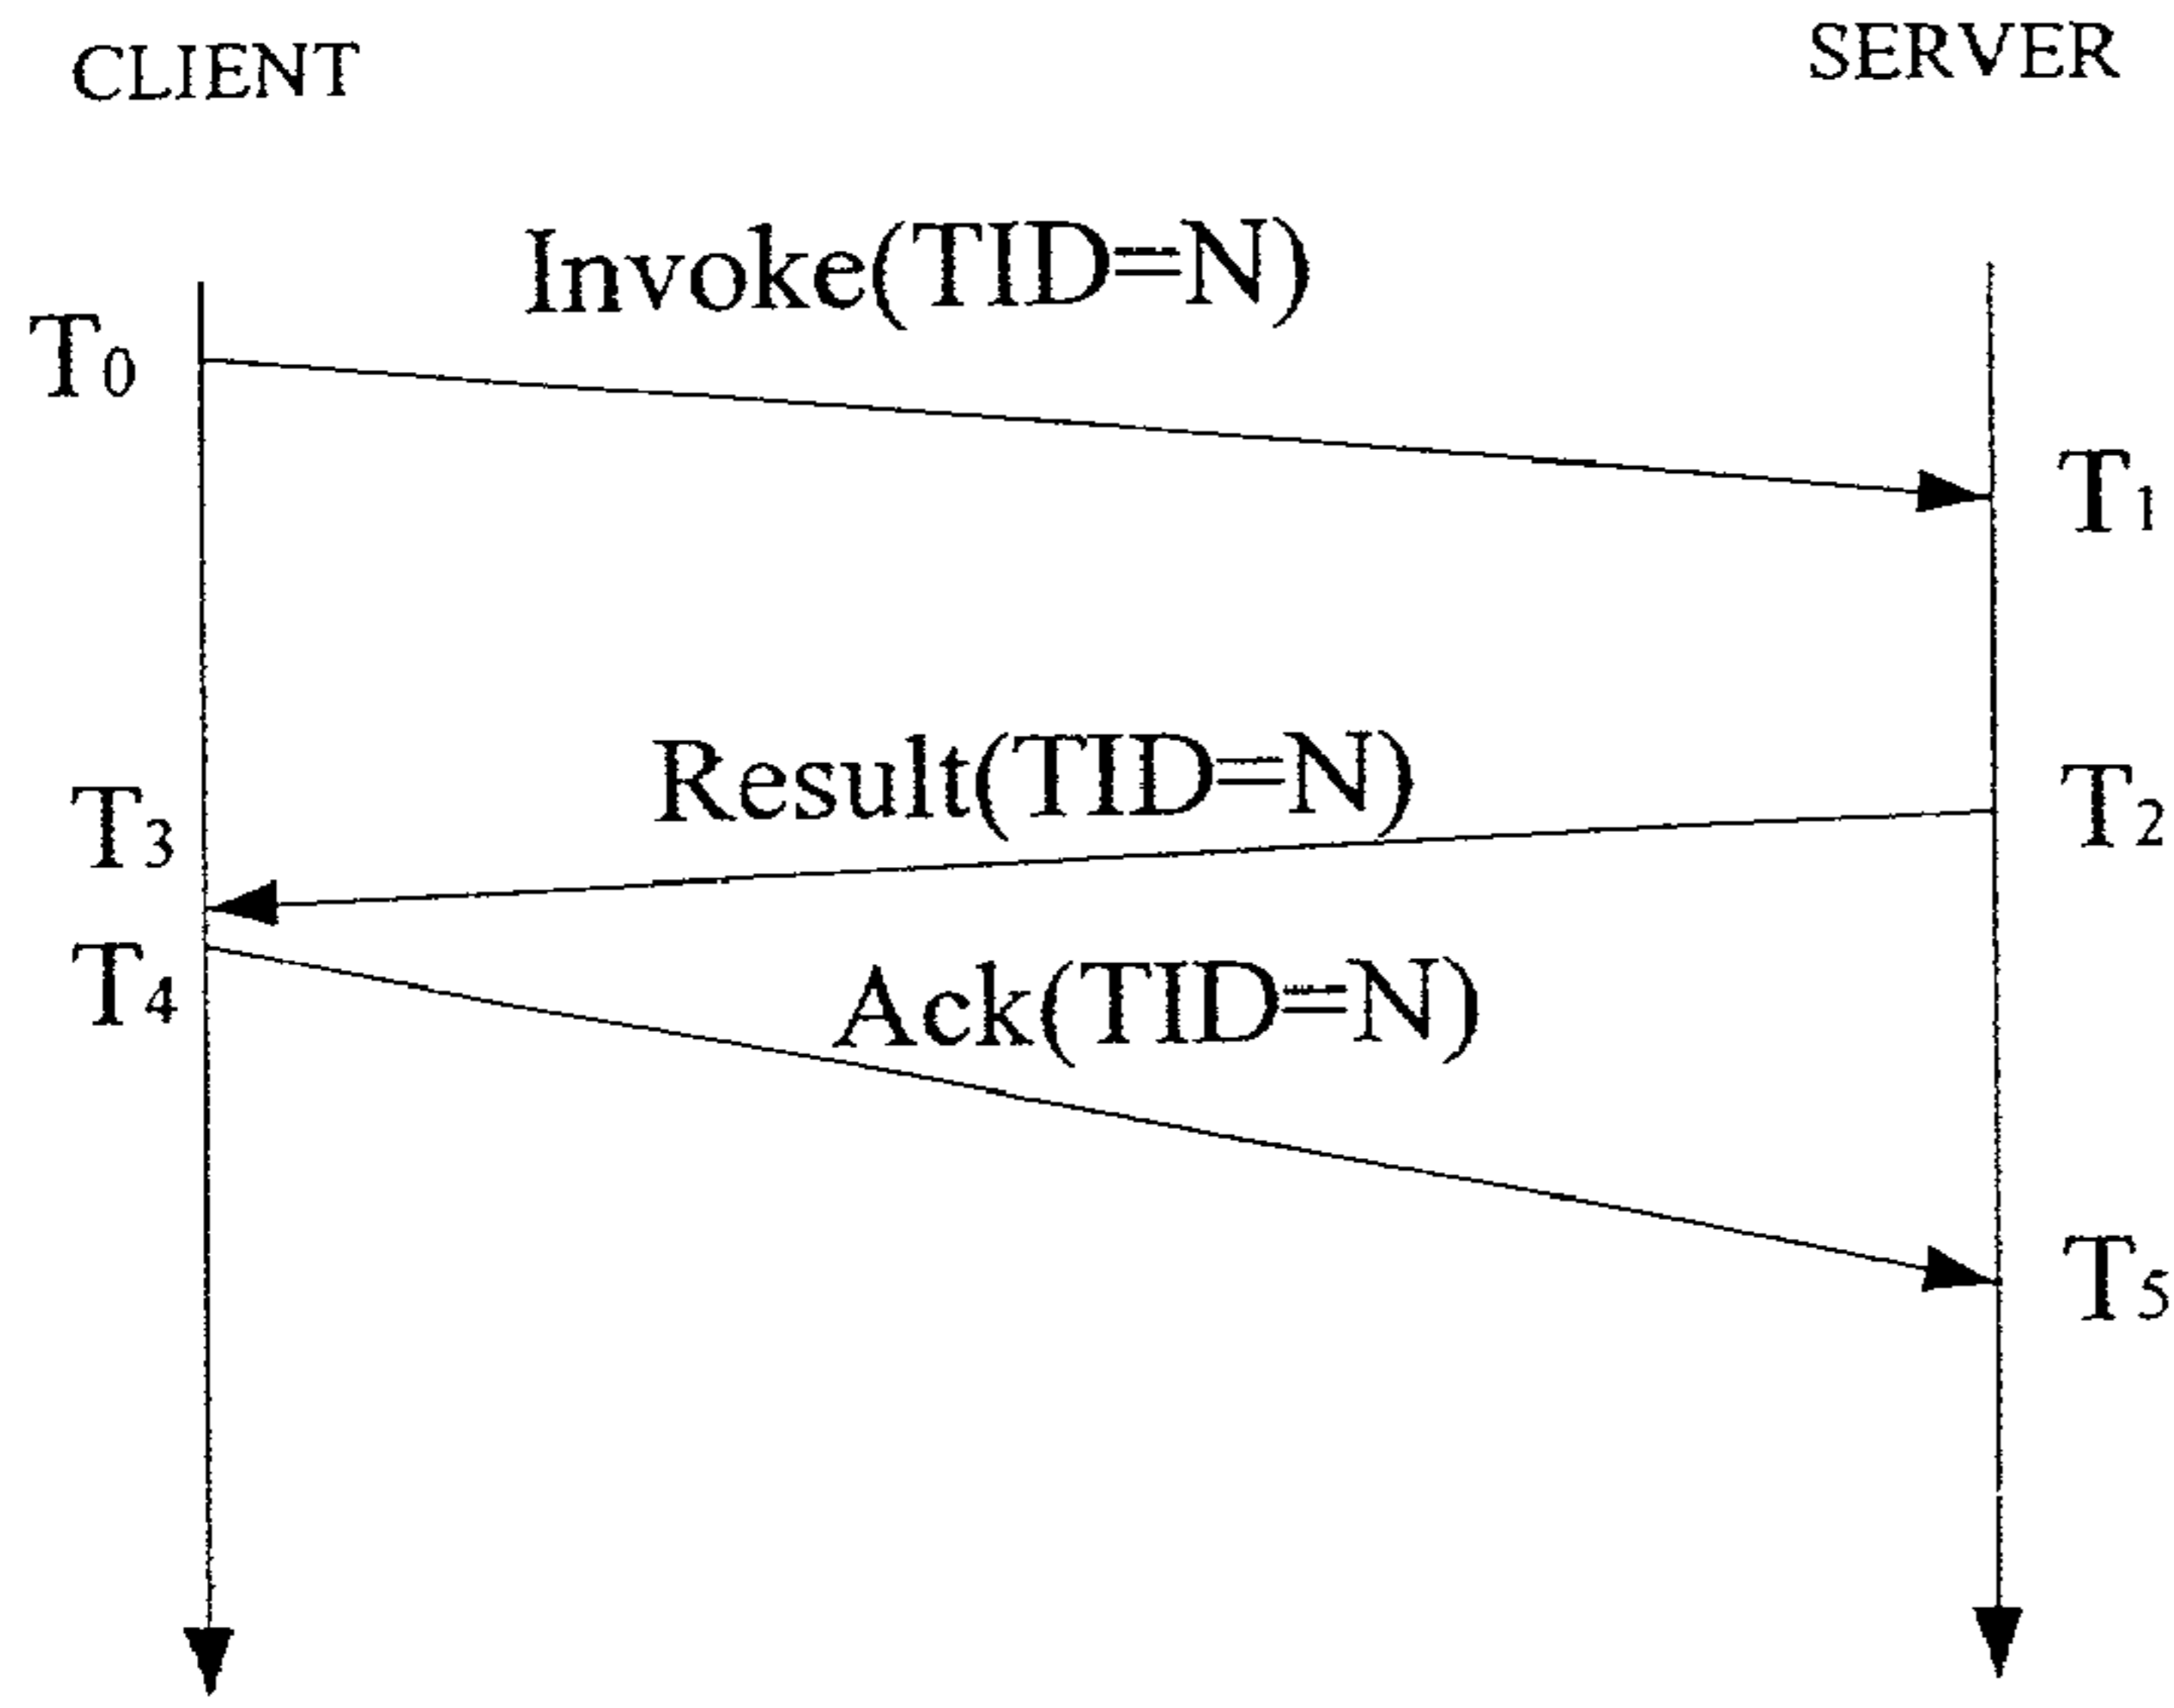 CLIENT
SERVER
Invoke(TID=N)
T0
T1
Result(TID=N)
T3
T2
T4
Ack(TID=N)
T5